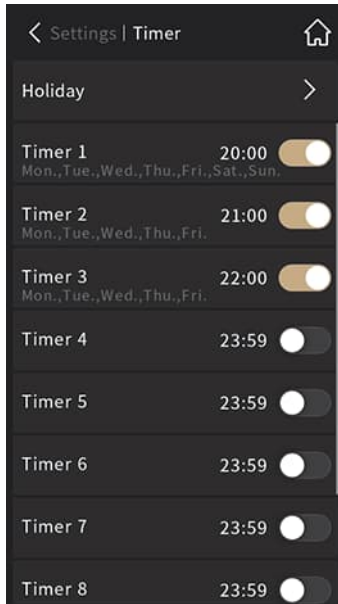 Settings | Timer
Holiday
Timer 1 20:00
Mon.,Tue.,Wed.,Thu.,Fri.,Sat.,Sun.
Timer 2 21:00
Mon.,Tue.,Wed.,Thu.,Fri.
Timer 3 22:00
Mon.,Tue.,Wed.,Thu.,Fri.
Timer 4 23:59
Timer 5 23:59
Timer 6 23:59
Timer 7 23:59
Timer 8 23:59